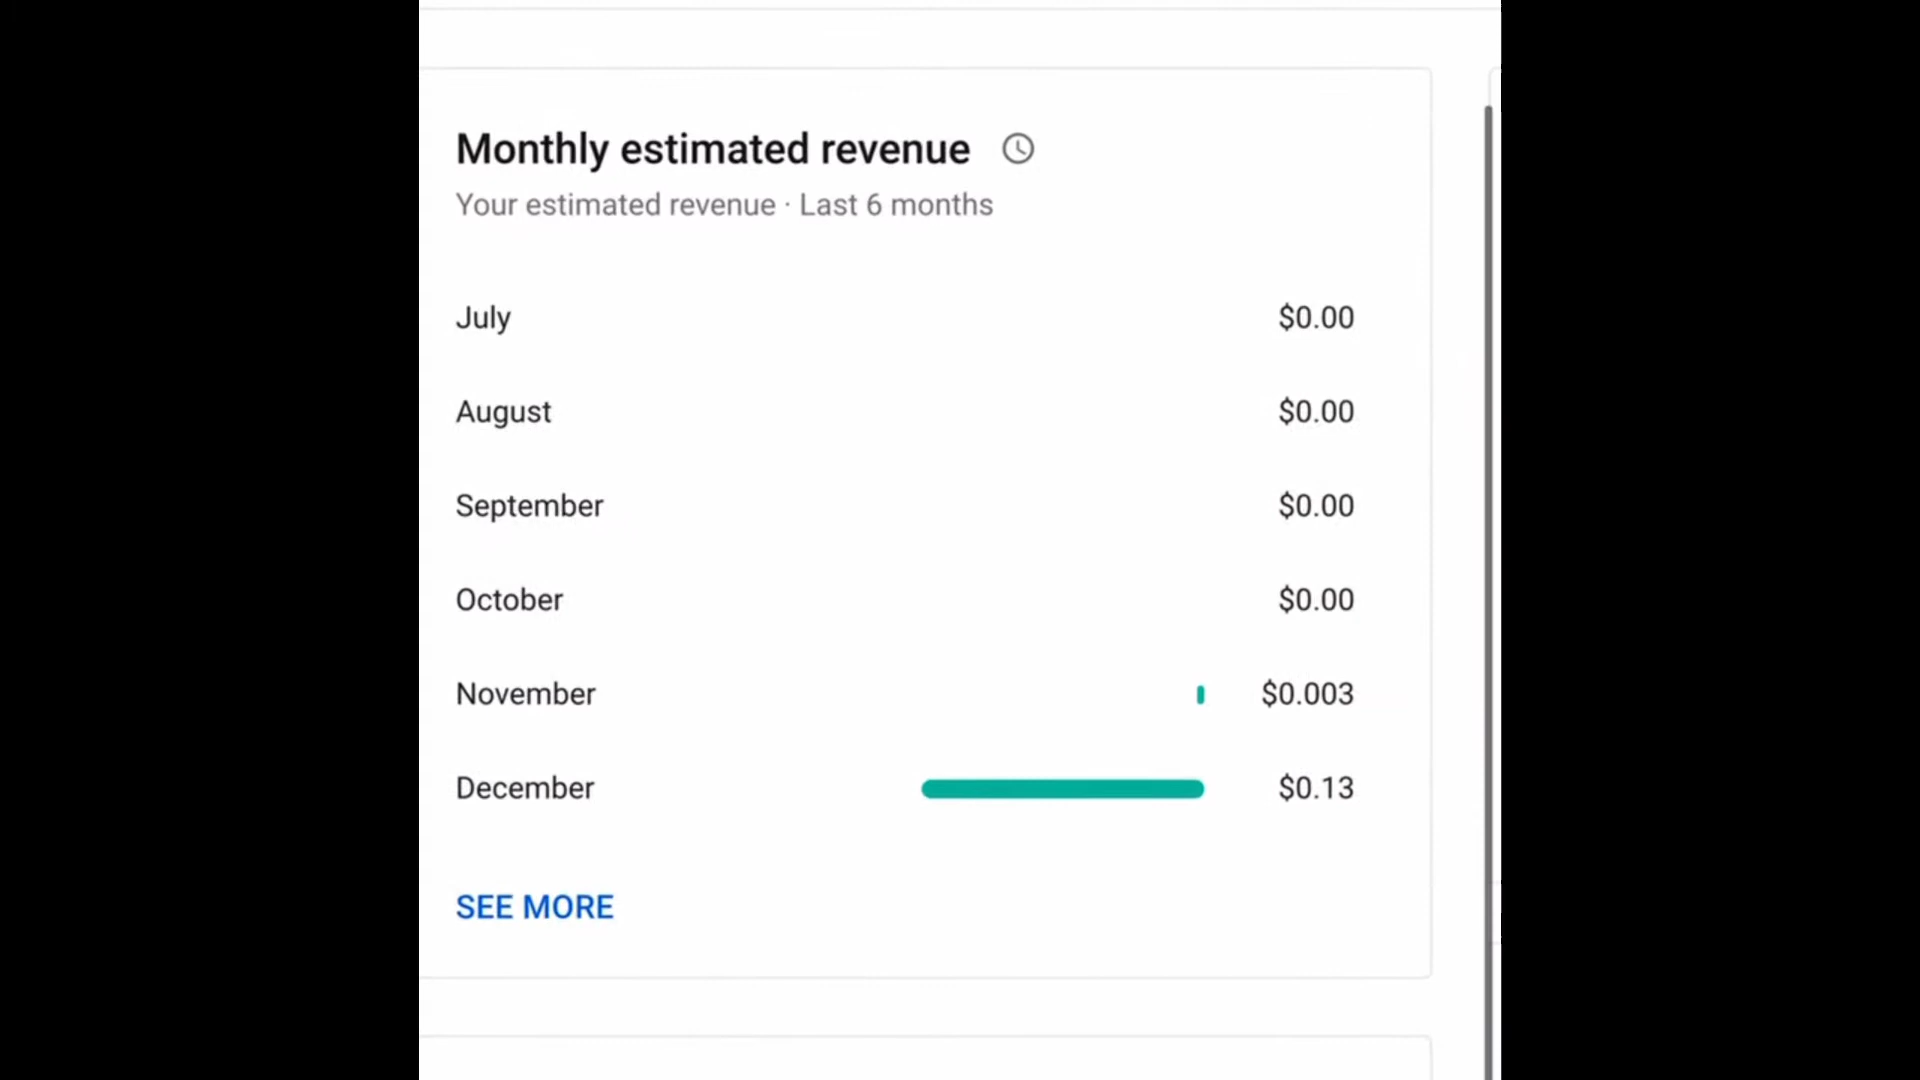 Monthly estimated revenue
Your estimated revenue · Last 6 months
July $0.00
August $0.00
September $0.00
October $0.00
November $0.003
December $0.13
SEE MORE